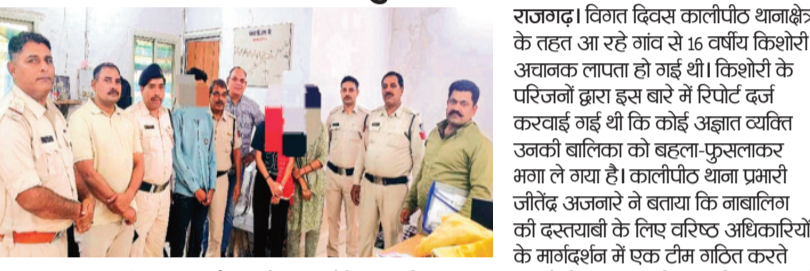 राजगढ़। विगत दिवस कालीपीठ थानाक्षेत्र
के तहत आ रहे गांव से 16 वर्षीय किशोरी
अचानक लापता हो गई थी। किशोरी के
परिजनों द्वारा इस बारे में रिपोर्ट दर्ज
करवाई गई थी कि कोई अज्ञात व्यक्ति
उनकी बालिका को बहला-फुसलाकर
भगा ले गया है। कालीपीठ थाना प्रभारी
जीतेंद्र अजनारे ने बताया कि नाबालिग
की दस्तयाबी के लिए वरिष्ठ अधिकारियों
के मार्गदर्शन में एक टीम गठित करते